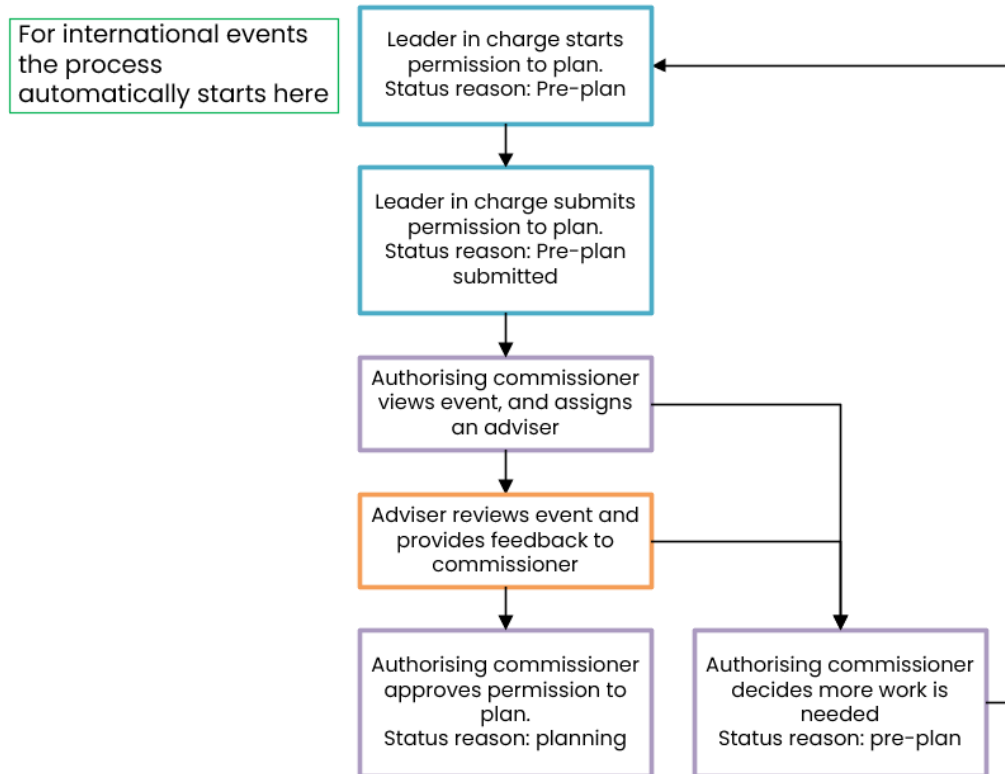 For international events
the process
automatically starts here
Leader in charge starts
permission to plan.
Status reason: Pre-plan
Leader in charge submits
permission to plan.
Status reason: Pre-plan
submitted
Authorising commissioner
views event, and assigns
an adviser
Adviser reviews event and
provides feedback to
commissioner
Authorising commissioner
approves permission to
plan.
Status reason: planning
Authorising commissioner
decides more work is
needed
Status reason: pre-plan